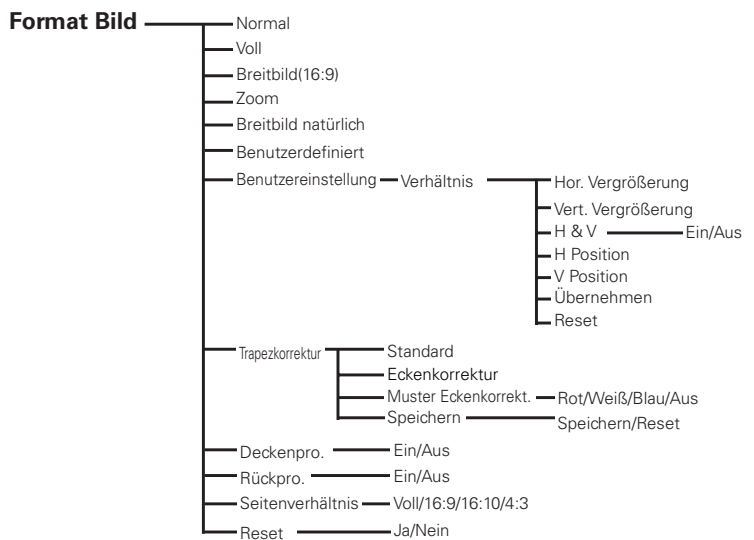 Format Bild
Normal
Voll
Breitbild(16:9)
Zoom
Breitbild natürlich
Benutzerdefiniert
Benutzereinstellung
Verhältnis
Hor. Vergrößerung
Vert. Vergrößerung
H & V
Ein/Aus
H Position
V Position
Übernehmen
Reset
Trapezkorrektur
Standard
Eckenkorrektur
Muster Eckenkorrekt.
Rot/Weiß/Blau/Aus
Speichern
Speichern/Reset
Deckenpro.
Ein/Aus
Rückpro.
Ein/Aus
Seitenverhältnis
Voll/16:9/16:10/4:3
Reset
Ja/Nein